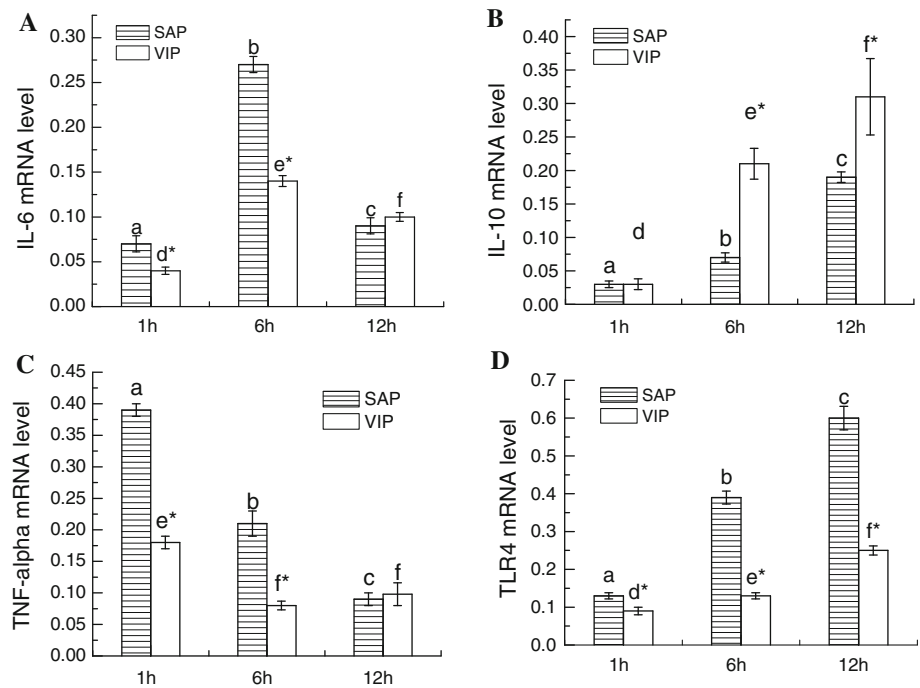 A
IL-6 mRNA level
0.30
0.25
0.20
0.15
0.10
0.05
0.00
SAP
VIP
a
d*
b
e*
c
f
1h
6h
12h
B
IL-10 mRNA level
0.40
0.35
0.30
0.25
0.20
0.15
0.10
0.05
0.00
SAP
VIP
a
d
b
e*
c
f*
1h
6h
12h
C
TNF-alpha mRNA level
0.45
0.40
0.35
0.30
0.25
0.20
0.15
0.10
0.05
0.00
SAP
VIP
a
e*
b
f*
c
f
1h
6h
12h
D
TLR4 mRNA level
0.7
0.6
0.5
0.4
0.3
0.2
0.1
0.0
SAP
VIP
a
d*
b
e*
c
f*
1h
6h
12h